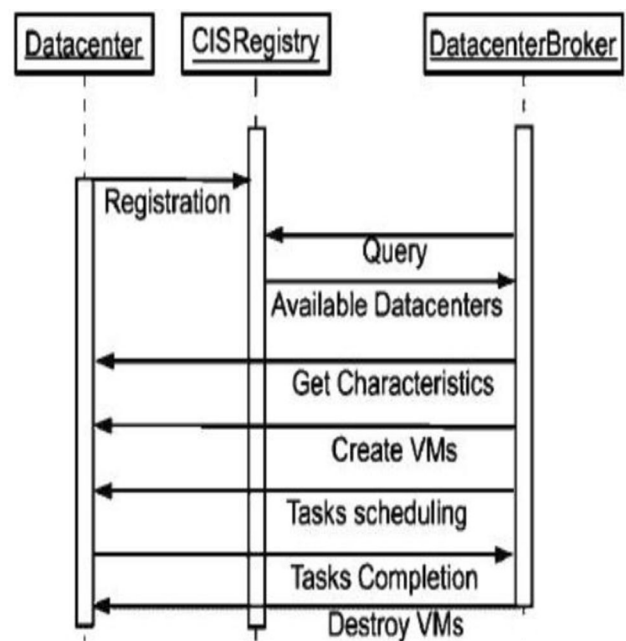 Datacenter
CISRegistry
DatacenterBroker
Registration
Query
Available Datacenters
Get Characteristics
Create VMs
Tasks scheduling
Tasks Completion
Destroy VMs